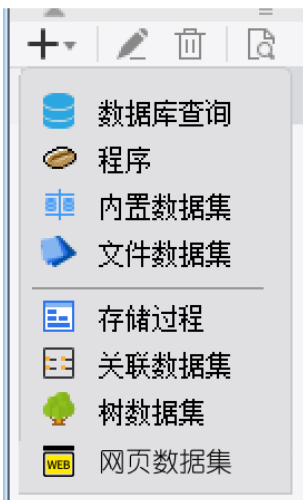 数据库查询
程序
内置数据集
文件数据集
存储过程
关联数据集
树数据集
WEB 网页数据集